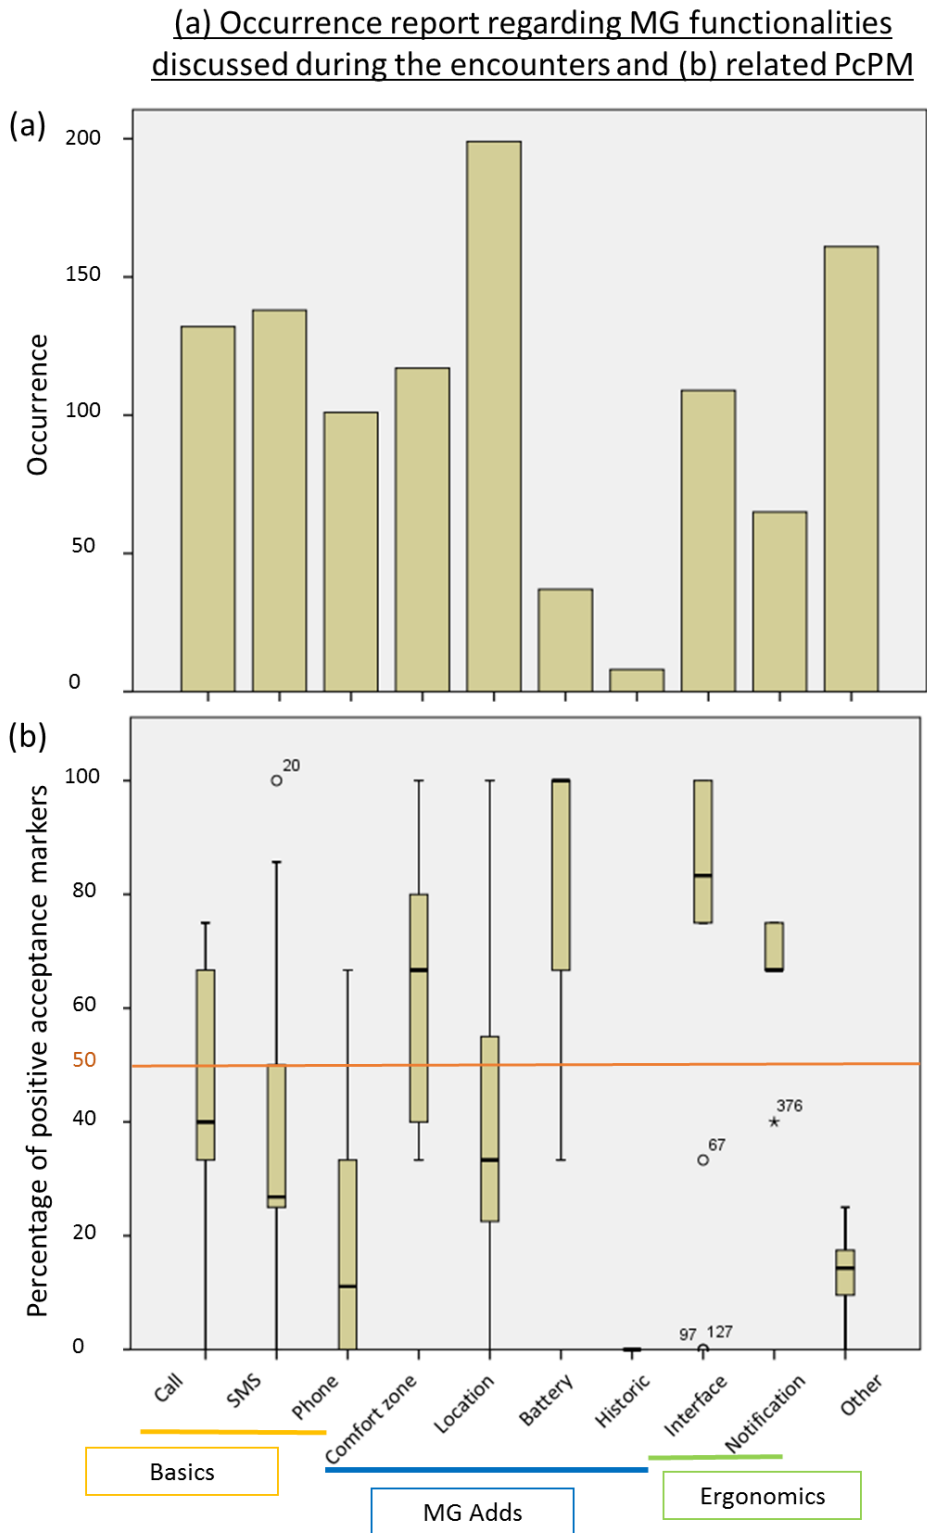 (a) Occurrence report regarding MG functionalities
discussed during the encounters and (b) related PcPM
(a)
200
150
100
50
0
Occurrence
(b)
100
80
60
50
40
20
0
Percentage of positive acceptance markers
20
376
67
97 127
Call
SMS
Phone
Comfort zone
Location
Battery
Historic
Interface
Notification
Other
Basics
MG Adds
Ergonomics